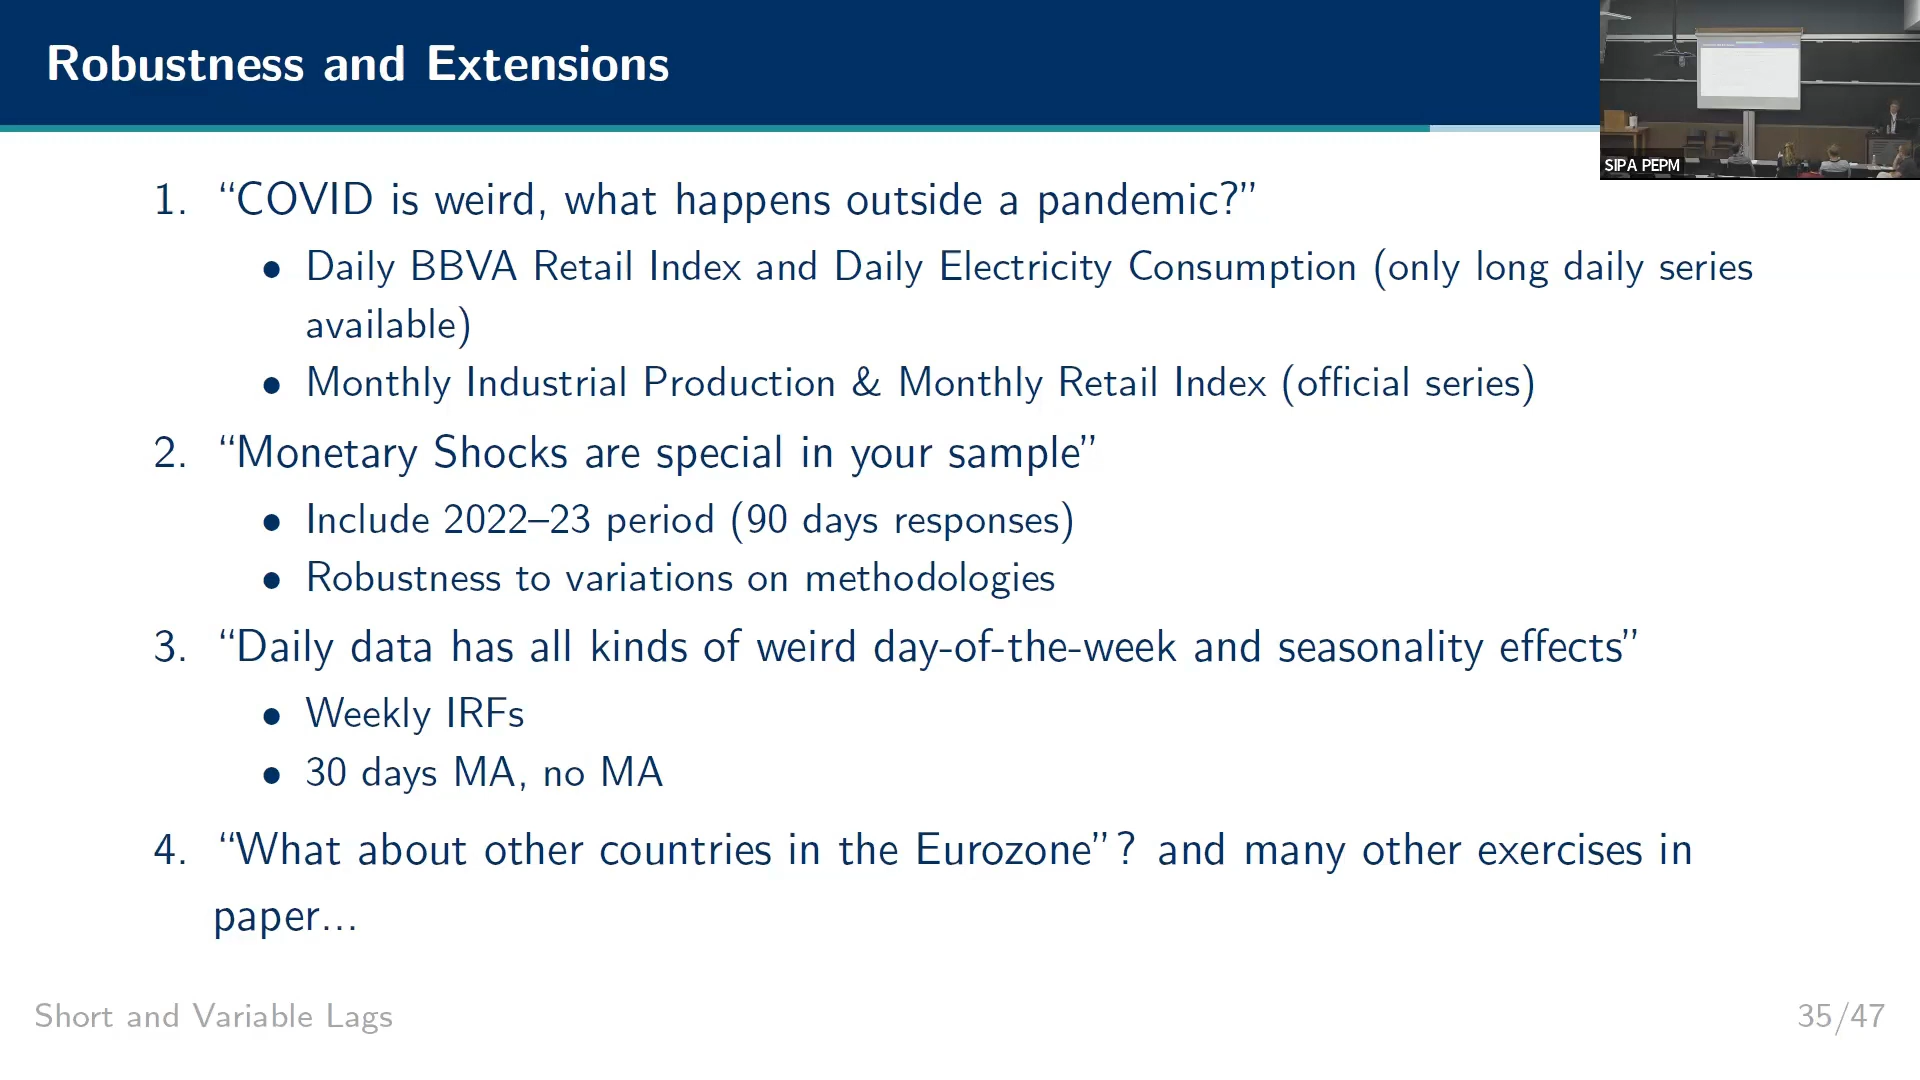 Robustness and Extensions
SIPA PEPM
1. “COVID is weird, what happens outside a pandemic?”
• Daily BBVA Retail Index and Daily Electricity Consumption (only long daily series
available)
• Monthly Industrial Production & Monthly Retail Index (official series)
2. “Monetary Shocks are special in your sample”
• Include 2022–23 period (90 days responses)
• Robustness to variations on methodologies
3. “Daily data has all kinds of weird day-of-the-week and seasonality effects”
• Weekly IRFs
• 30 days MA, no MA
4. “What about other countries in the Eurozone”? and many other exercises in
paper...
Short and Variable Lags
35/47